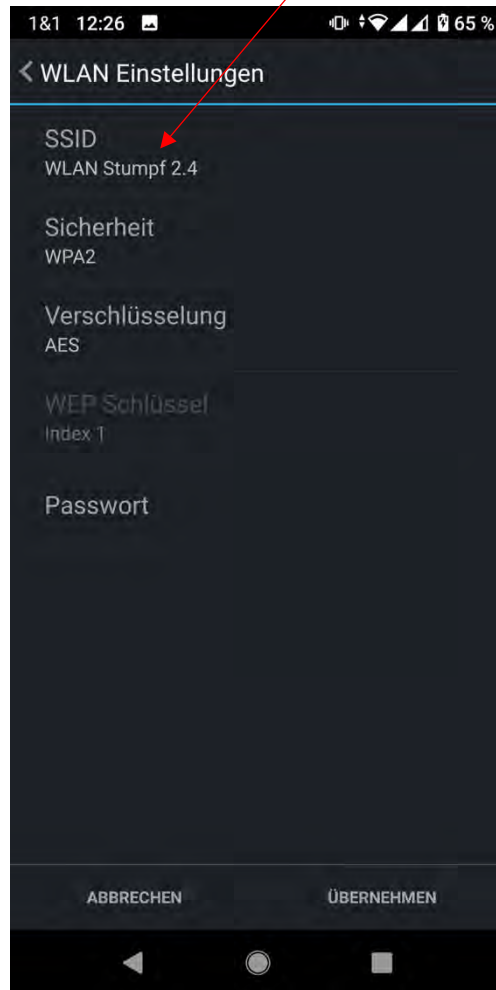 1&1 12:26 65 %
WLAN Einstellungen
SSID
WLAN Stumpf 2.4
Sicherheit
WPA2
Verschlüsselung
AES
WEP Schlüssel
Index 1
Passwort
ABBRECHEN ÜBERNEHMEN